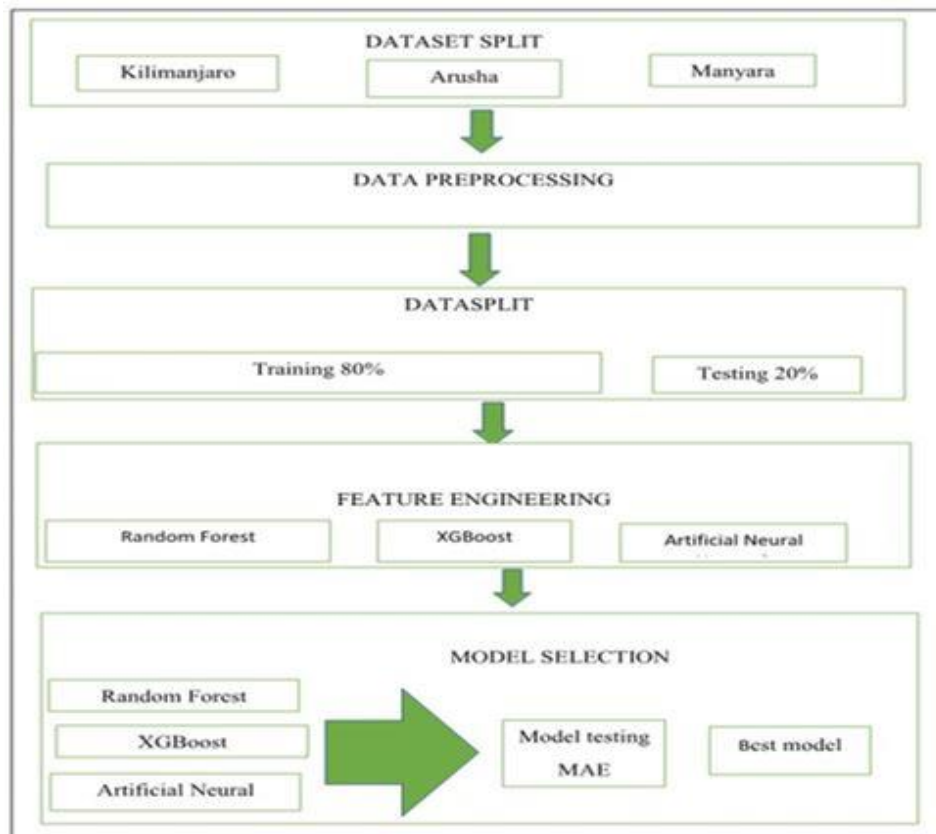 DATASET SPLIT
Kilimanjaro
Arusha
Manyara
DATA PREPROCESSING
DATASPLIT
Training 80%
Testing 20%
FEATURE ENGINEERING
Random Forest
XGBoost
Artificial Neural
MODEL SELECTION
Random Forest
XGBoost
Artificial Neural
Model testing
MAE
Best model